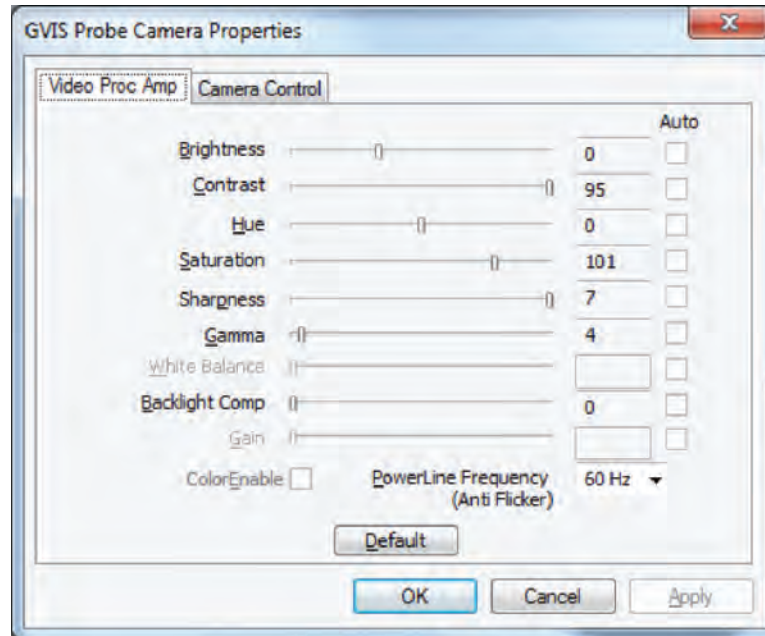 GVIS Probe Camera Properties
Video Proc Amp Camera Control
Auto
Brightness 0
Contrast 95
Hue 0
Saturation 101
Sharpness 7
Gamma 4
White Balance
Backlight Comp 0
Gain
ColorEnable PowerLine Frequency 60 Hz
(Anti Flicker)
Default
OK Cancel Apply